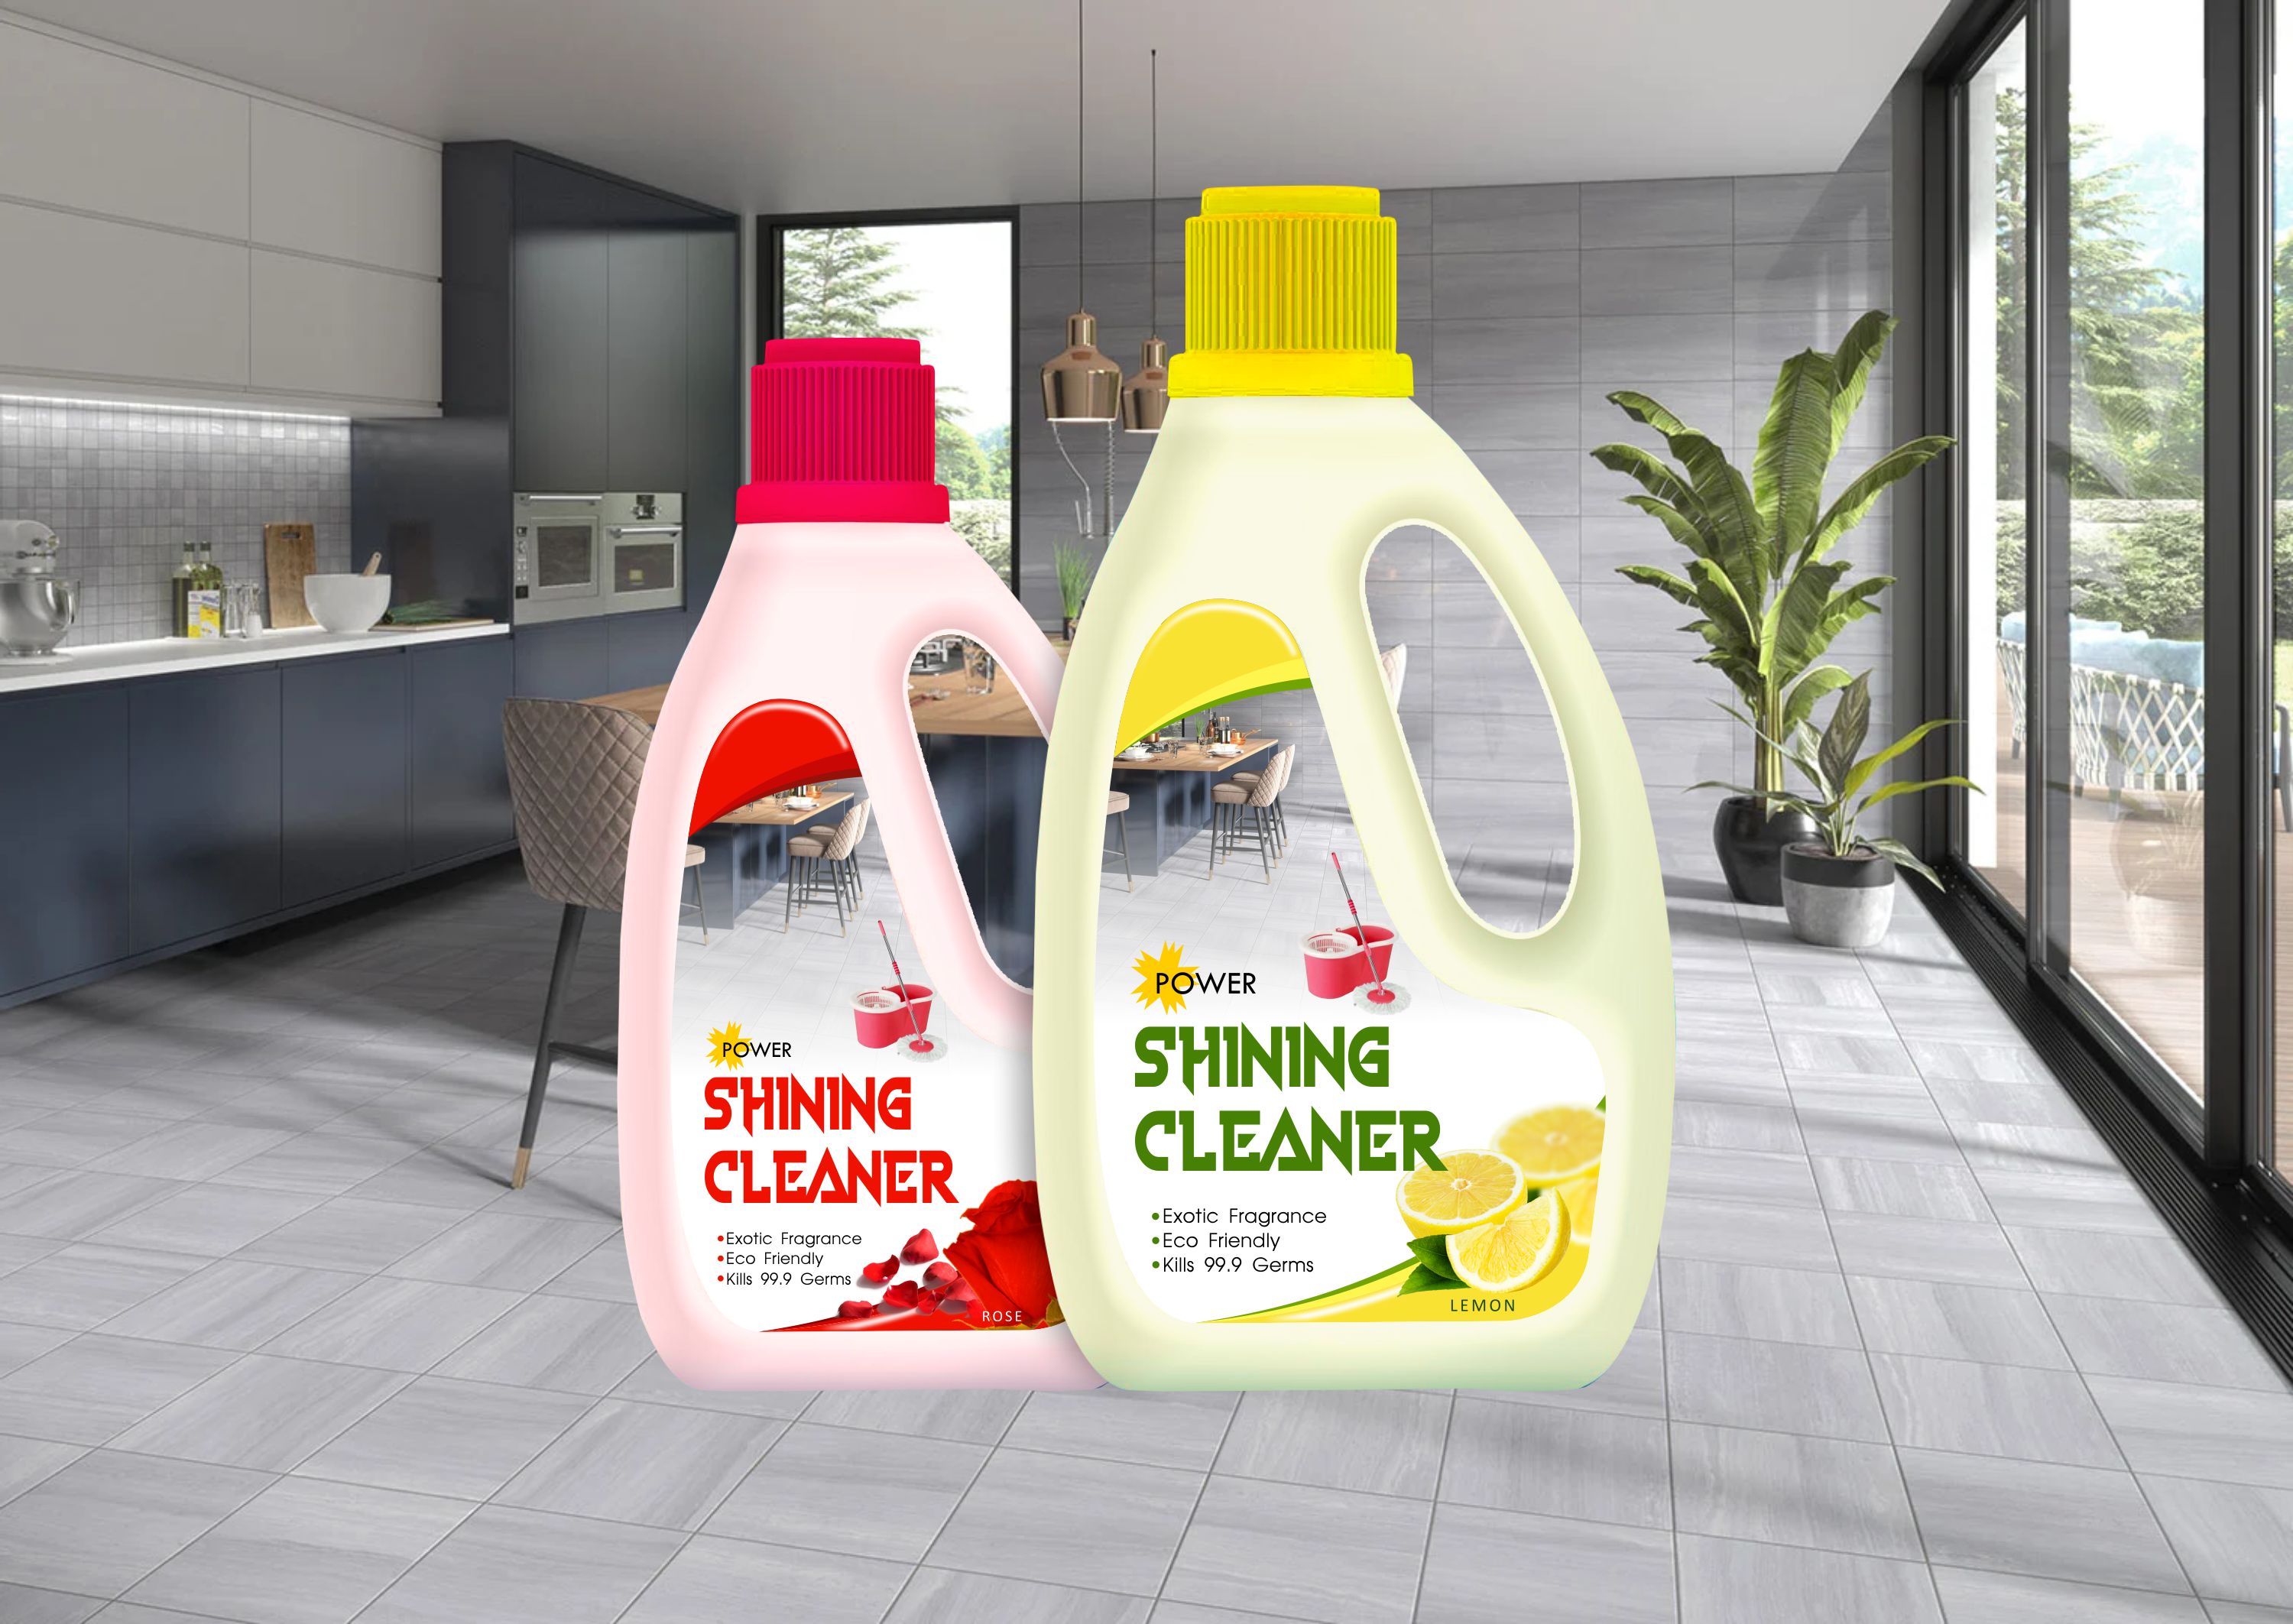 POWER
SHINING
CLEANER
•Exotic Fragrance
•Eco Friendly
•Kills 99.9 Germs
ROSE
POWER
SHINING
CLEANER
•Exotic Fragrance
•Eco Friendly
•Kills 99.9 Germs
LEMON